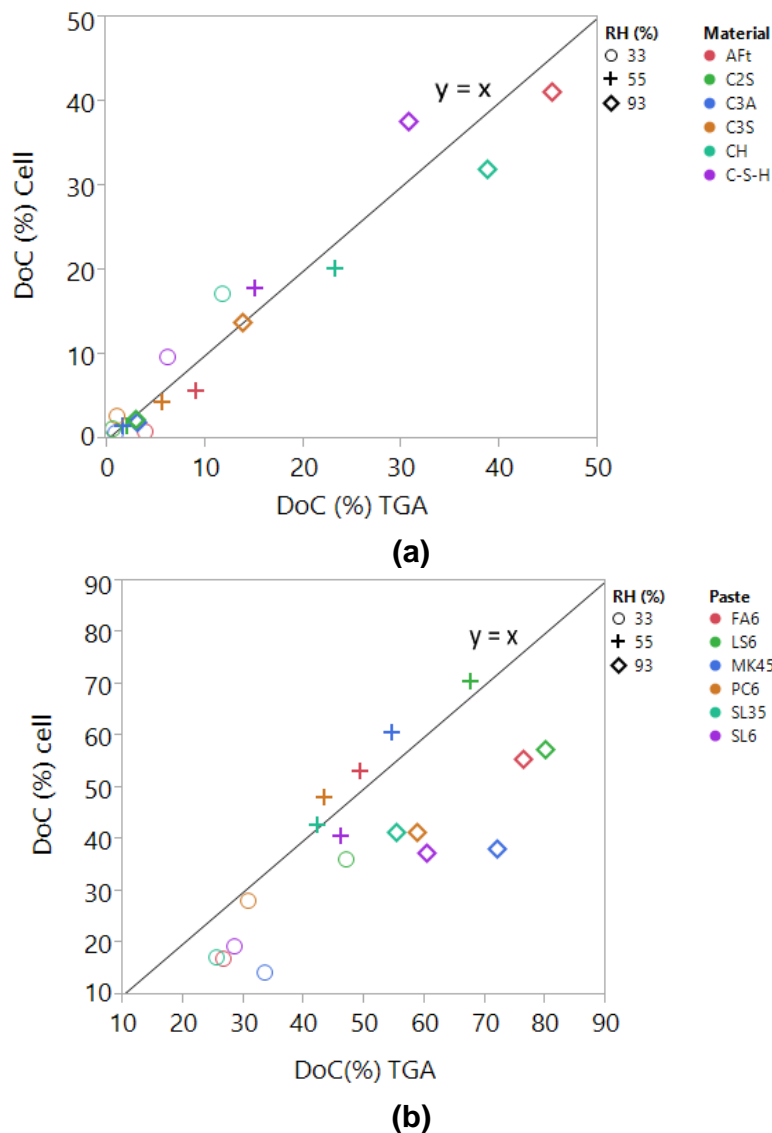 50
40
30
20
10
0
DoC (%) Cell
0 10 20 30 40 50
DoC (%) TGA
y = x
RH (%)
33
55
93
Material
AFt
C2S
C3A
C3S
CH
C-S-H
(a)
90
80
70
60
50
40
30
20
10
DoC (%) cell
10 20 30 40 50 60 70 80 90
DoC(%) TGA
y = x
RH (%)
33
55
93
Paste
FA6
LS6
MK45
PC6
SL35
SL6
(b)